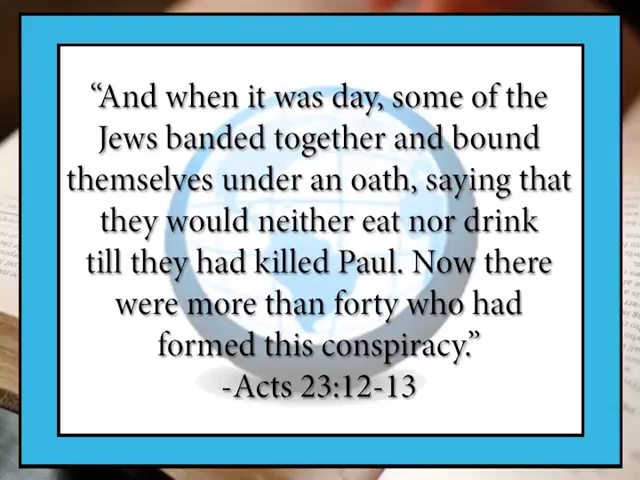 “And when it was day, some of the
Jews banded together and bound
themselves under an oath, saying that
they would neither eat nor drink
till they had killed Paul. Now there
were more than forty who had
formed this conspiracy.”
-Acts 23:12-13